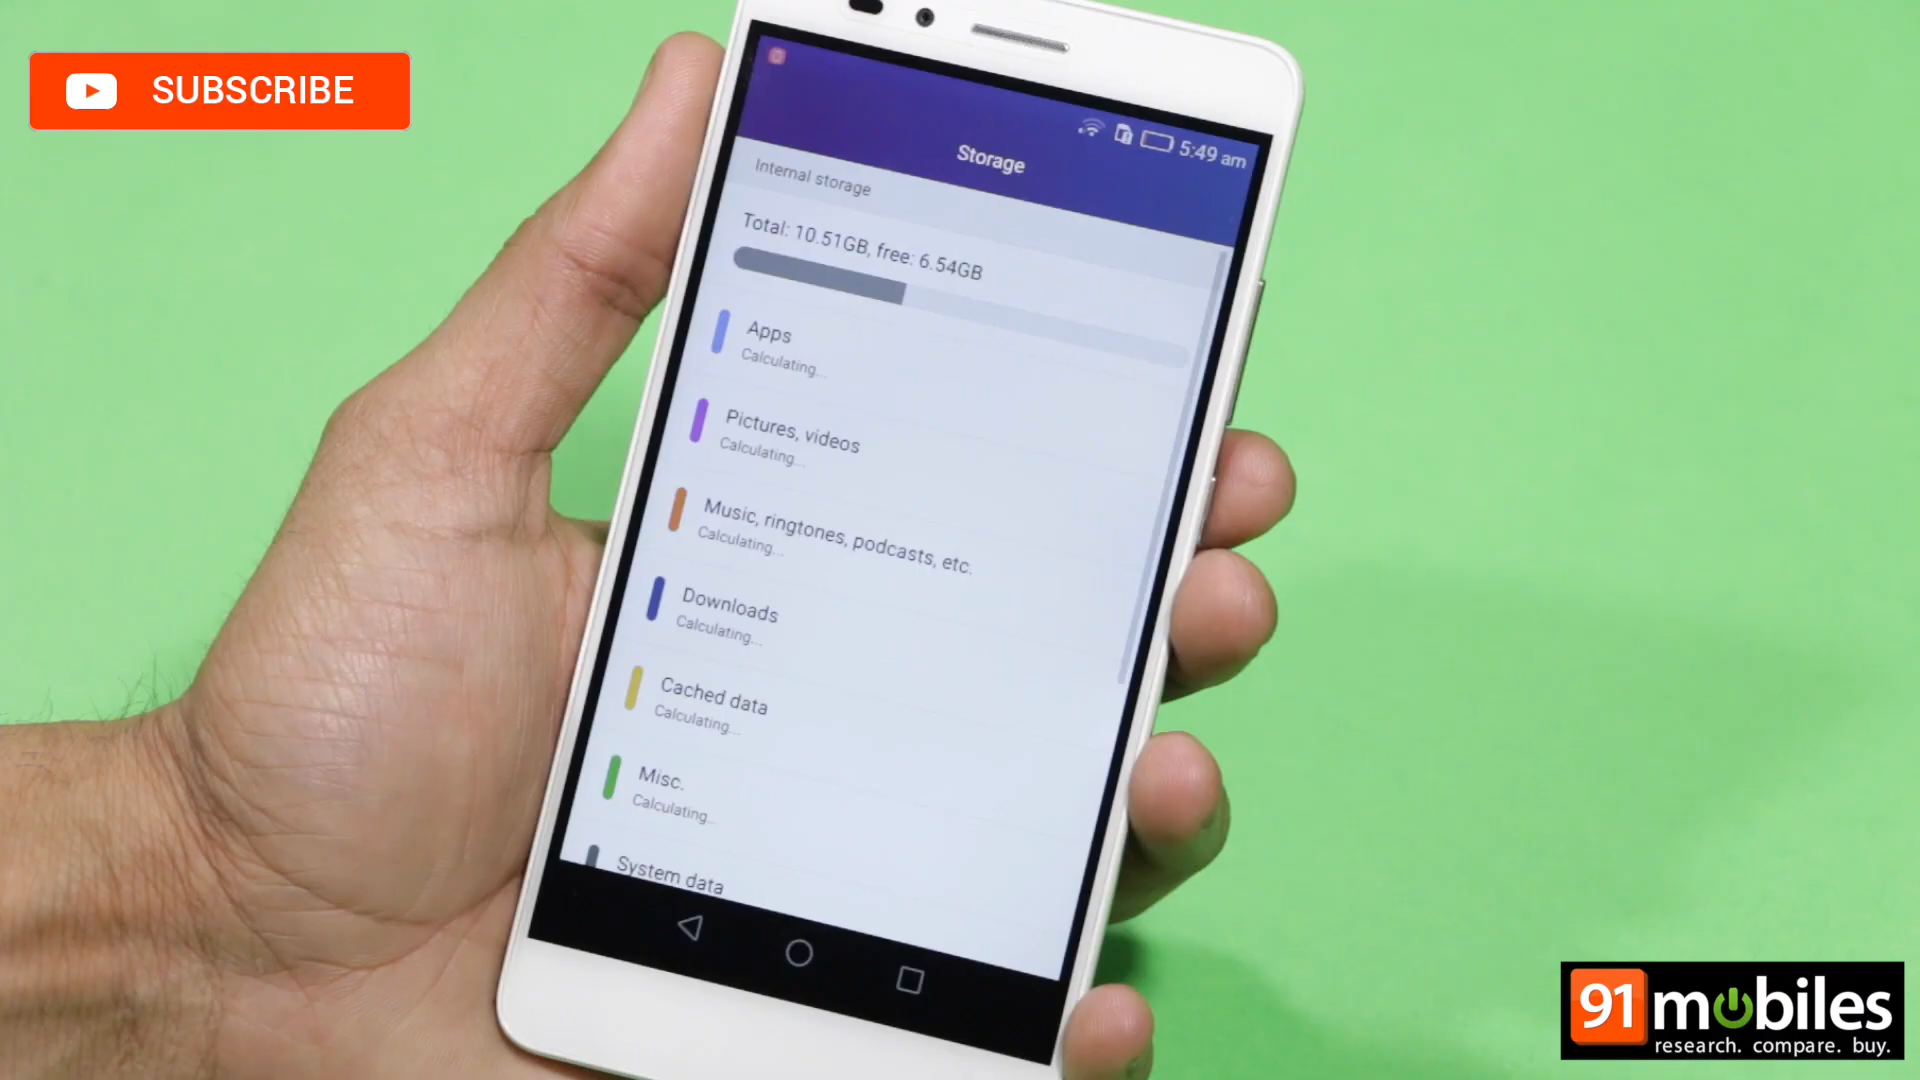 SUBSCRIBE
5:49 am
Storage
Internal storage
Total: 10.51GB, free: 6.54GB
Apps
Calculating...
Pictures, videos
Calculating...
Music, ringtones, podcasts, etc.
Calculating...
Downloads
Calculating...
Cached data
Calculating...
Misc.
Calculating...
System data
91mobiles
research. compare. buy.